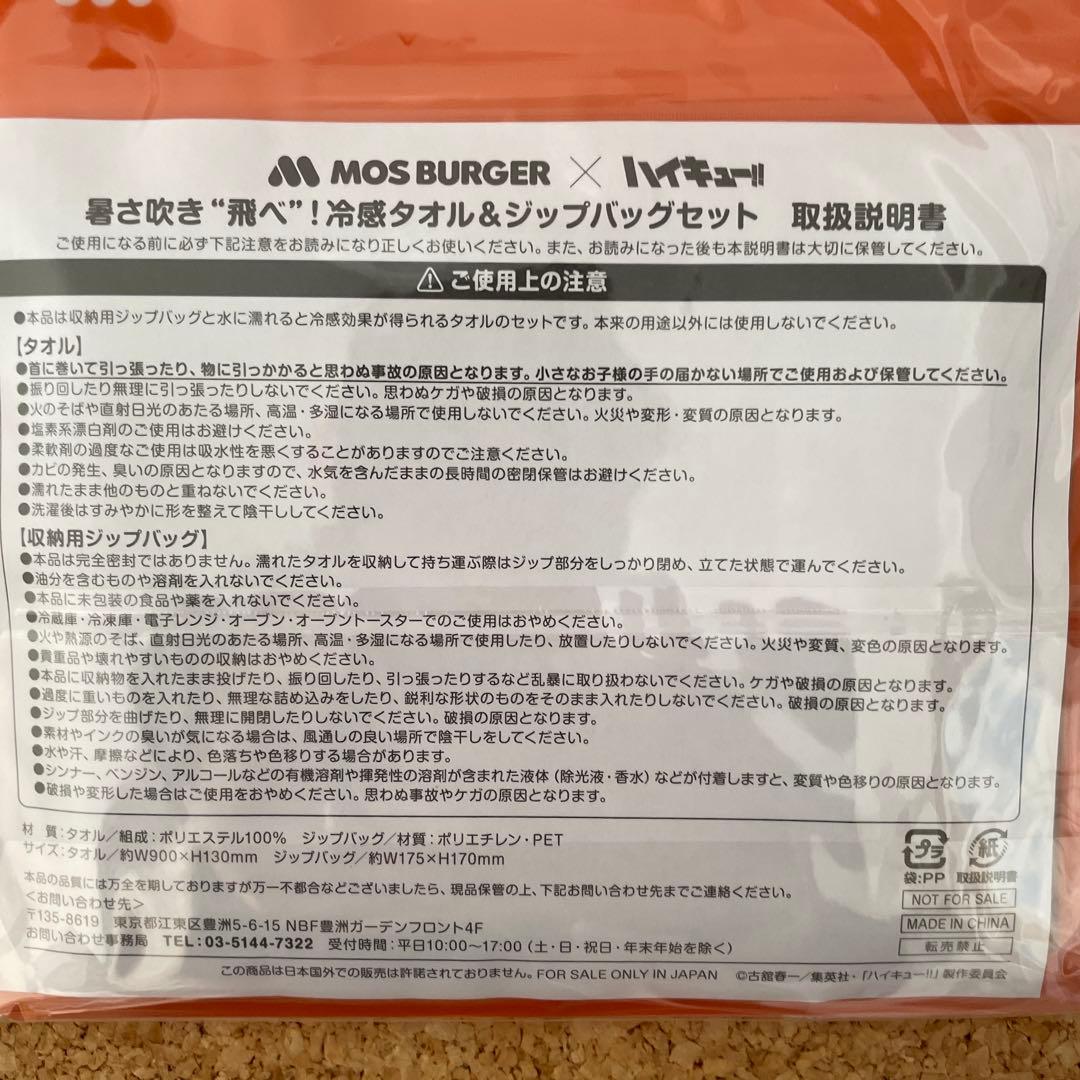 MOS BURGER × ハイキュー!!
暑さ吹き“飛べ”！冷感タオル＆ジップバッグセット 取扱説明書
ご使用になる前に必ず下記注意をお読みになり正しくお使いください。また、お読みになった後も本説明書は大切に保管してください。
⚠ご使用上の注意
●本品は収納用ジップバッグと水に濡れると冷感効果が得られるタオルのセットです。本来の用途以外には使用しないでください。
【タオル】
●首に巻いて引っ張ったり、物に引っかかると思わぬ事故の原因となります。小さなお子様の手の届かない場所でご使用および保管してください。
●振り回したり無理に引っ張ったりしないでください。思わぬケガや破損の原因となります。
●火のそばや直射日光のあたる場所、高温・多湿になる場所で使用しないでください。火災や変形・変質の原因となります。
●塩素系漂白剤のご使用はお避けください。
●柔軟剤の過度なご使用は吸水性を悪くすることがありますのでご注意ください。
●カビの発生、臭いの原因となりますので、水気を含んだままの長時間の密閉保管はお避けください。
●濡れたまま他のものと重ねないでください。
●洗濯後はすみやかに形を整えて陰干ししてください。
【収納用ジップバッグ】
●本品は完全密封ではありません。濡れたタオルを収納して持ち運ぶ際はジップ部分をしっかり閉め、立てた状態で運んでください。
●油分を含むものや溶剤を入れないでください。
●本品に未包装の食品や薬を入れないでください。
●冷蔵庫・冷凍庫・電子レンジ・オーブン・オーブントースターでのご使用はおやめください。
●火や熱源のそば、直射日光のあたる場所、高温・多湿になる場所で使用したり、放置したりしないでください。火災や変質、変色の原因となります。
●貴重品や壊れやすいものの収納はおやめください。
●本品に収納物を入れたまま投げたり、振り回したり、引っ張ったりするなど乱暴に取り扱わないでください。ケガや破損の原因となります。
●過度に重いものを入れたり、無理な詰め込みをしたり、鋭利な形状のものをそのまま入れたりしないでください。破損の原因となります。
●ジップ部分を曲げたり、無理に開閉したりしないでください。破損の原因となります。
●素材やインクの臭いが気になる場合は、風通しの良い場所で陰干しをしてください。
●水や汗、摩擦などにより、色落ちや色移りする場合があります。
●シンナー、ベンジン、アルコールなどの有機溶剤や揮発性の溶剤が含まれた液体（除光液・香水）などが付着しますと、変質や色移りの原因となります。
●破損や変形した場合はご使用をおやめください。思わぬ事故やケガの原因となります。
材 質：タオル／組成：ポリエステル100% ジップバッグ／材質：ポリエチレン・PET
サイズ：タオル／約W900×H130mm ジップバッグ／約W175×H170mm
本品の品質には万全を期しておりますが万一不都合などございましたら、現品保管の上、下記お問い合わせ先までご連絡ください。
＜お問い合わせ先＞
〒135-8619 東京都江東区豊洲5-6-15 NBF豊洲ガーデンフロント4F
お問い合わせ事務局 TEL：03-5144-7322 受付時間：平日10:00～17:00（土・日・祝日・年末年始を除く）
プラ 紙
袋:PP 取扱説明書
NOT FOR SALE
MADE IN CHINA
転売禁止
この商品は日本国外での販売は許諾されておりません。FOR SALE ONLY IN JAPAN ©古舘春一／集英社・「ハイキュー!!」製作委員会